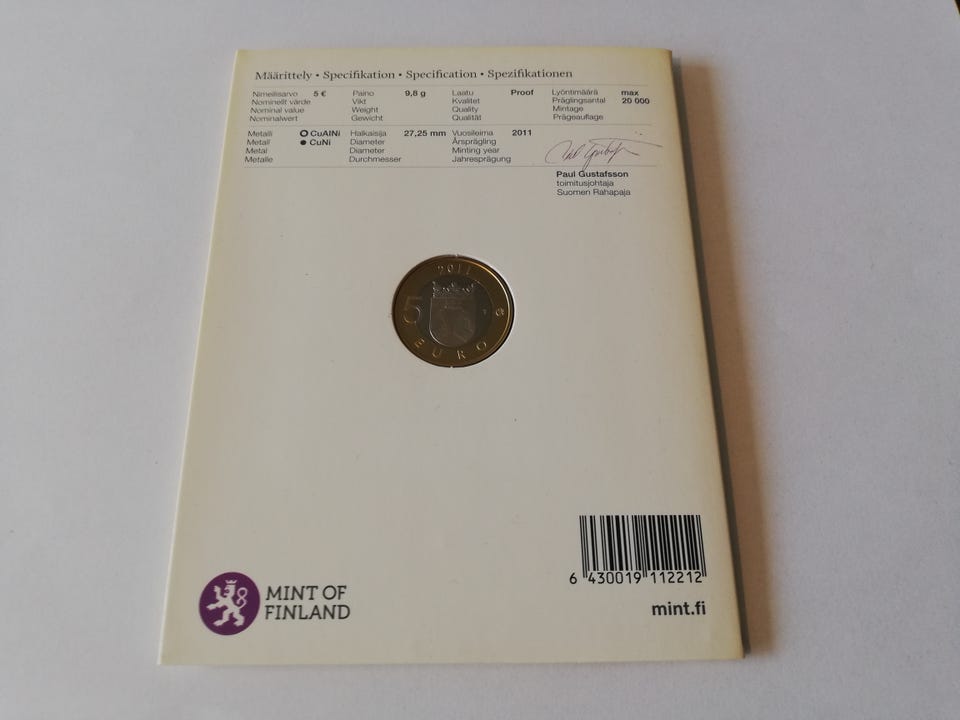 Määrittely • Specifikation • Specification • Spezifikationen
Nimellisarvo 5 € Paino 9,8 g Laatu Proof Lyöntimäärä max
Nominellt värde Vikt Kvalitet Präglingsantal 20 000
Nominal value Weight Quality Mintage
Nominalwert Gewicht Qualität Prägeauflage
Metalli CuAlNi Halkaisija 27,25 mm Vuosileima 2011
Metall CuNi Diameter Årsprägling
Metal Diameter Minting year
Metalle Durchmesser Jahresprägung
Paul Gustafsson
toimitusjohtaja
Suomen Rahapaja
2011
5
EURO
6 430019 112212
MINT OF
FINLAND
mint.fi